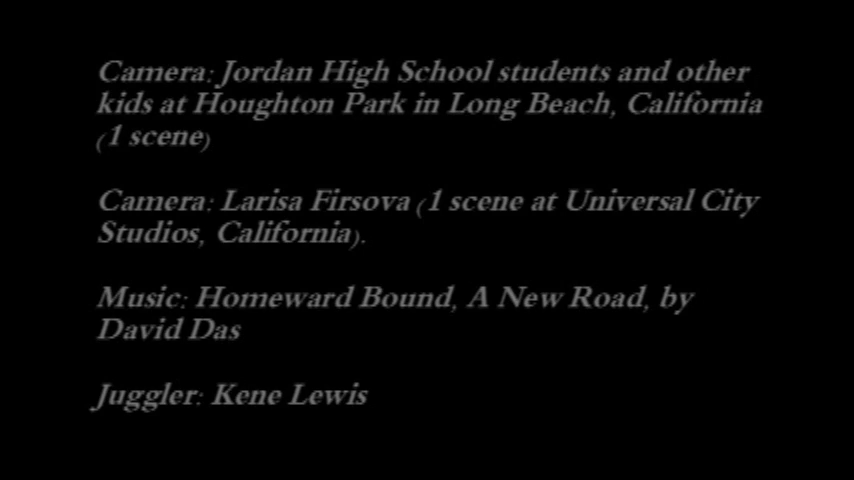 Camera: Jordan High School students and other
kids at Houghton Park in Long Beach, California
(1 scene)
Camera: Larisa Firsova (1 scene at Universal City
Studios, California).
Music: Homeward Bound, A New Road, by
David Das
Juggler: Kene Lewis